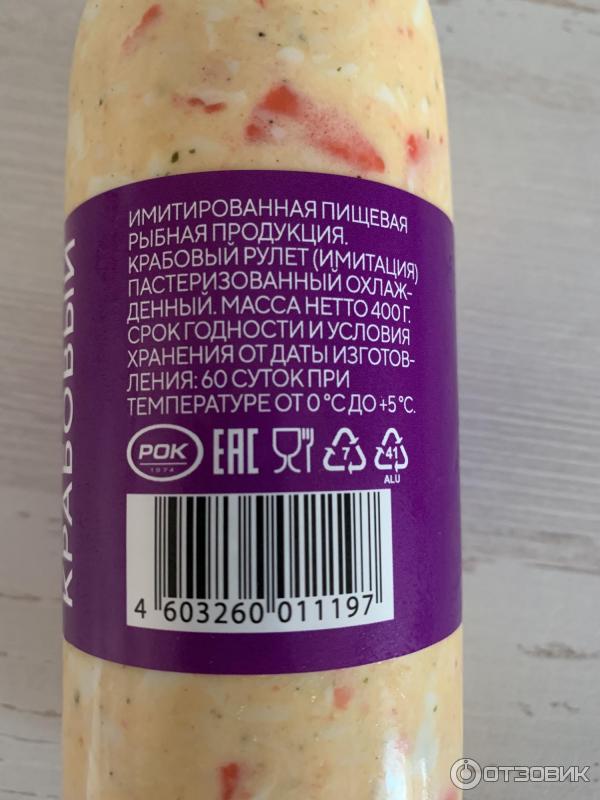 КРАБОВЫЙ
ИМИТИРОВАННАЯ ПИЩЕВАЯ
РЫБНАЯ ПРОДУКЦИЯ.
КРАБОВЫЙ РУЛЕТ (ИМИТАЦИЯ)
ПАСТЕРИЗОВАННЫЙ ОХЛАЖ-
ДЕННЫЙ. МАССА НЕТТО 400 Г.
СРОК ГОДНОСТИ И УСЛОВИЯ
ХРАНЕНИЯ ОТ ДАТЫ ИЗГОТОВ-
ЛЕНИЯ: 60 СУТОК ПРИ
ТЕМПЕРАТУРЕ ОТ 0 °С ДО +5 °С.
РОК
1974
EAC
7
41
ALU
4 603260 011197
ОТЗОВИК